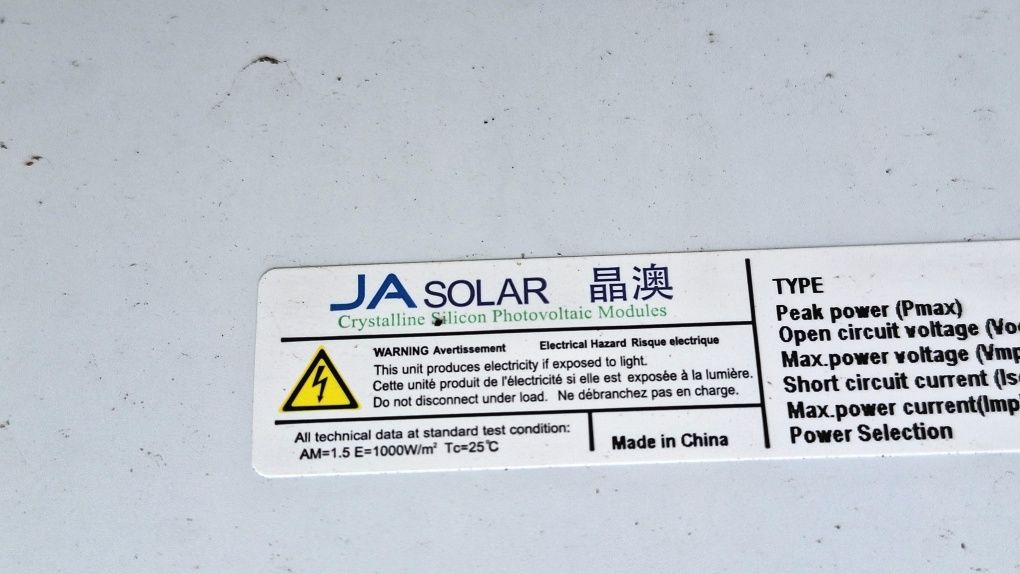 JA SOLAR 晶澳
Crystalline Silicon Photovoltaic Modules
WARNING Avertissement Electrical Hazard Risque electrique
This unit produces electricity if exposed to light.
Cette unité produit de l'électricité si elle est exposée à la lumière.
Do not disconnect under load. Ne débranchez pas en charge.
All technical data at standard test condition:
AM=1.5 E=1000W/m² Tc=25℃
Made in China
TYPE
Peak power (Pmax)
Open circuit voltage (Vo
Max.power voltage (Vmp
Short circuit current (Is
Max.power current(Imp
Power Selection